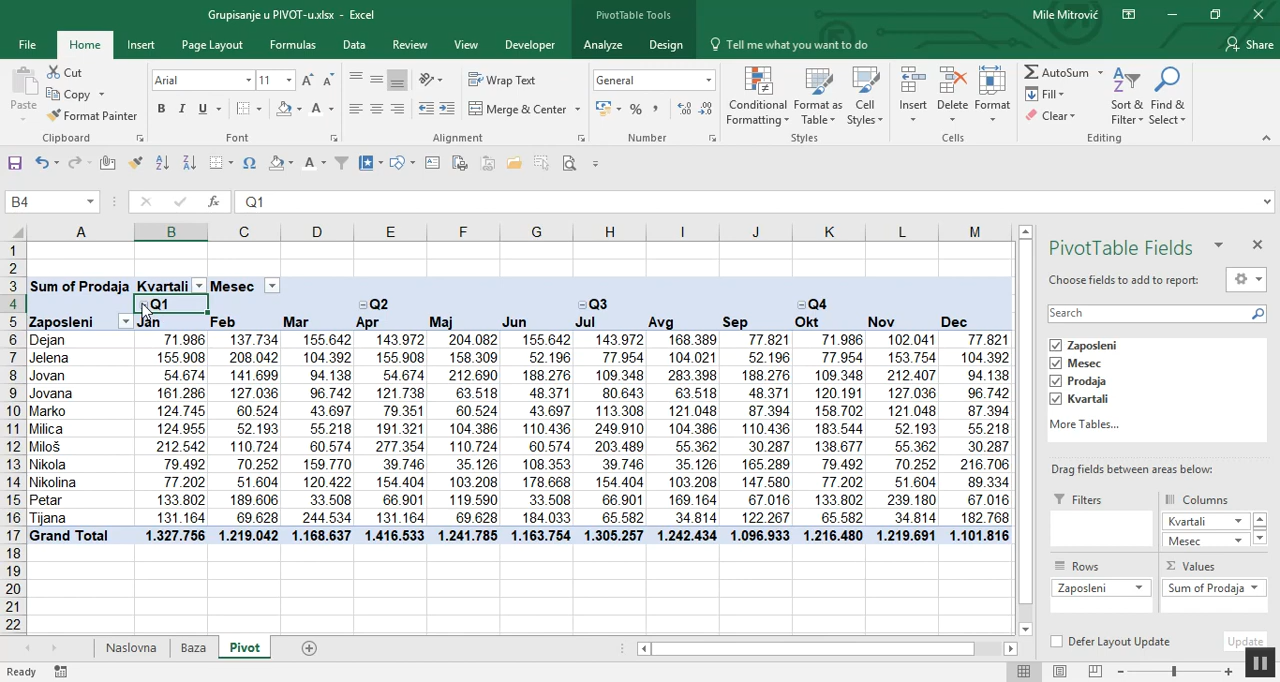 Grupisanje u PIVOT-u.xlsx - Excel
PivotTable Tools
Mile Mitrović
File Home Insert Page Layout Formulas Data Review View Developer Analyze Design Tell me what you want to do Share
Paste
Cut
Copy
Format Painter
Clipboard
Arial 11
B I U A
Font
Wrap Text
Merge & Center
Alignment
General
% ,
Number
Conditional Formatting
Format as Table
Cell Styles
Styles
Insert Delete Format
Cells
AutoSum
Fill
Clear
Sort & Filter
Find & Select
Editing
B4 fx Q1
A B C D E F G H I J K L M
1
2
3 Sum of Prodaja Kvartali Mesec
4 Q1 Q2 Q3 Q4
5 Zaposleni Jan Feb Mar Apr Maj Jun Jul Avg Sep Okt Nov Dec
6 Dejan 71.986 137.734 155.642 143.972 204.082 155.642 143.972 168.389 77.821 71.986 102.041 77.821
7 Jelena 155.908 208.042 104.392 155.908 158.309 52.196 77.954 104.021 52.196 77.954 153.754 104.392
8 Jovan 54.674 141.699 94.138 54.674 212.690 188.276 109.348 283.398 188.276 109.348 212.407 94.138
9 Jovana 161.286 127.036 96.742 121.738 63.518 48.371 80.643 63.518 48.371 120.191 127.036 96.742
10 Marko 124.745 60.524 43.697 79.351 60.524 43.697 113.308 121.048 87.394 158.702 121.048 87.394
11 Milica 124.955 52.193 55.218 191.321 104.386 110.436 249.910 104.386 110.436 183.544 52.193 55.218
12 Miloš 212.542 110.724 60.574 277.354 110.724 60.574 203.489 55.362 30.287 138.677 55.362 30.287
13 Nikola 79.492 70.252 159.770 39.746 35.126 108.353 39.746 35.126 165.289 79.492 70.252 216.706
14 Nikolina 77.202 51.604 120.422 154.404 103.208 178.668 154.404 103.208 147.580 77.202 51.604 89.334
15 Petar 133.802 189.606 33.508 66.901 119.590 33.508 66.901 169.164 67.016 133.802 239.180 67.016
16 Tijana 131.164 69.628 244.534 131.164 69.628 184.033 65.582 34.814 122.267 65.582 34.814 182.768
17 Grand Total 1.327.756 1.219.042 1.168.637 1.416.533 1.241.785 1.163.754 1.305.257 1.242.434 1.096.933 1.216.480 1.219.691 1.101.816
18
19
20
21
22
PivotTable Fields
Choose fields to add to report:
Search
Zaposleni
Mesec
Prodaja
Kvartali
More Tables...
Drag fields between areas below:
Filters Columns
Kvartali
Mesec
Rows Σ Values
Zaposleni Sum of Prodaja
Defer Layout Update Update
Naslovna Baza Pivot
Ready